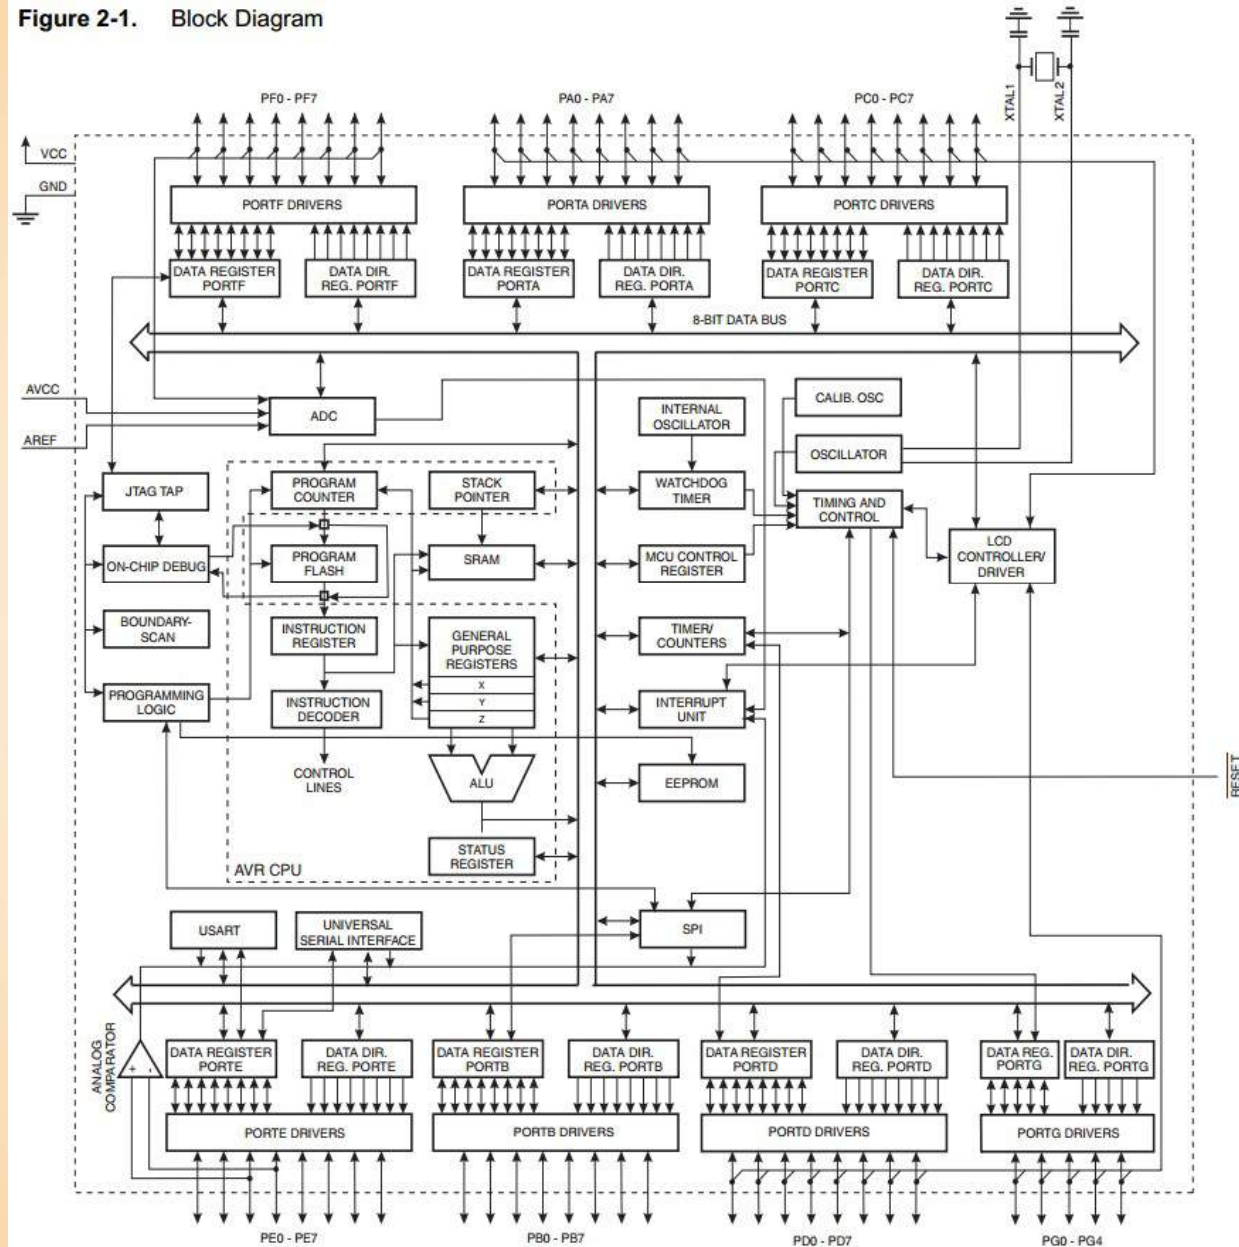 Figure 2-1. Block Diagram
XTAL1
XTAL2
PF0 - PF7
PA0 - PA7
PC0 - PC7
VCC
GND
PORTF DRIVERS
PORTA DRIVERS
PORTC DRIVERS
DATA REGISTER
PORTF
DATA DIR.
REG. PORTF
DATA REGISTER
PORTA
DATA DIR.
REG. PORTA
DATA REGISTER
PORTC
DATA DIR.
REG. PORTC
8-BIT DATA BUS
AVCC
AREF
ADC
INTERNAL
OSCILLATOR
CALIB. OSC
OSCILLATOR
JTAG TAP
PROGRAM
COUNTER
STACK
POINTER
WATCHDOG
TIMER
TIMING AND
CONTROL
LCD
CONTROLLER/
DRIVER
ON-CHIP DEBUG
PROGRAM
FLASH
SRAM
MCU CONTROL
REGISTER
BOUNDARY-
SCAN
INSTRUCTION
REGISTER
GENERAL
PURPOSE
REGISTERS
X
Y
Z
TIMER/
COUNTERS
PROGRAMMING
LOGIC
INSTRUCTION
DECODER
INTERRUPT
UNIT
CONTROL
LINES
ALU
EEPROM
RESET
STATUS
REGISTER
AVR CPU
USART
UNIVERSAL
SERIAL INTERFACE
SPI
ANALOG
COMPARATOR
+ -
DATA REGISTER
PORTE
DATA DIR.
REG. PORTE
DATA REGISTER
PORTB
DATA DIR.
REG. PORTB
DATA REGISTER
PORTD
DATA DIR.
REG. PORTD
DATA REG.
PORTG
DATA DIR.
REG. PORTG
PORTE DRIVERS
PORTB DRIVERS
PORTD DRIVERS
PORTG DRIVERS
PE0 - PE7
PB0 - PB7
PD0 - PD7
PG0 - PG4